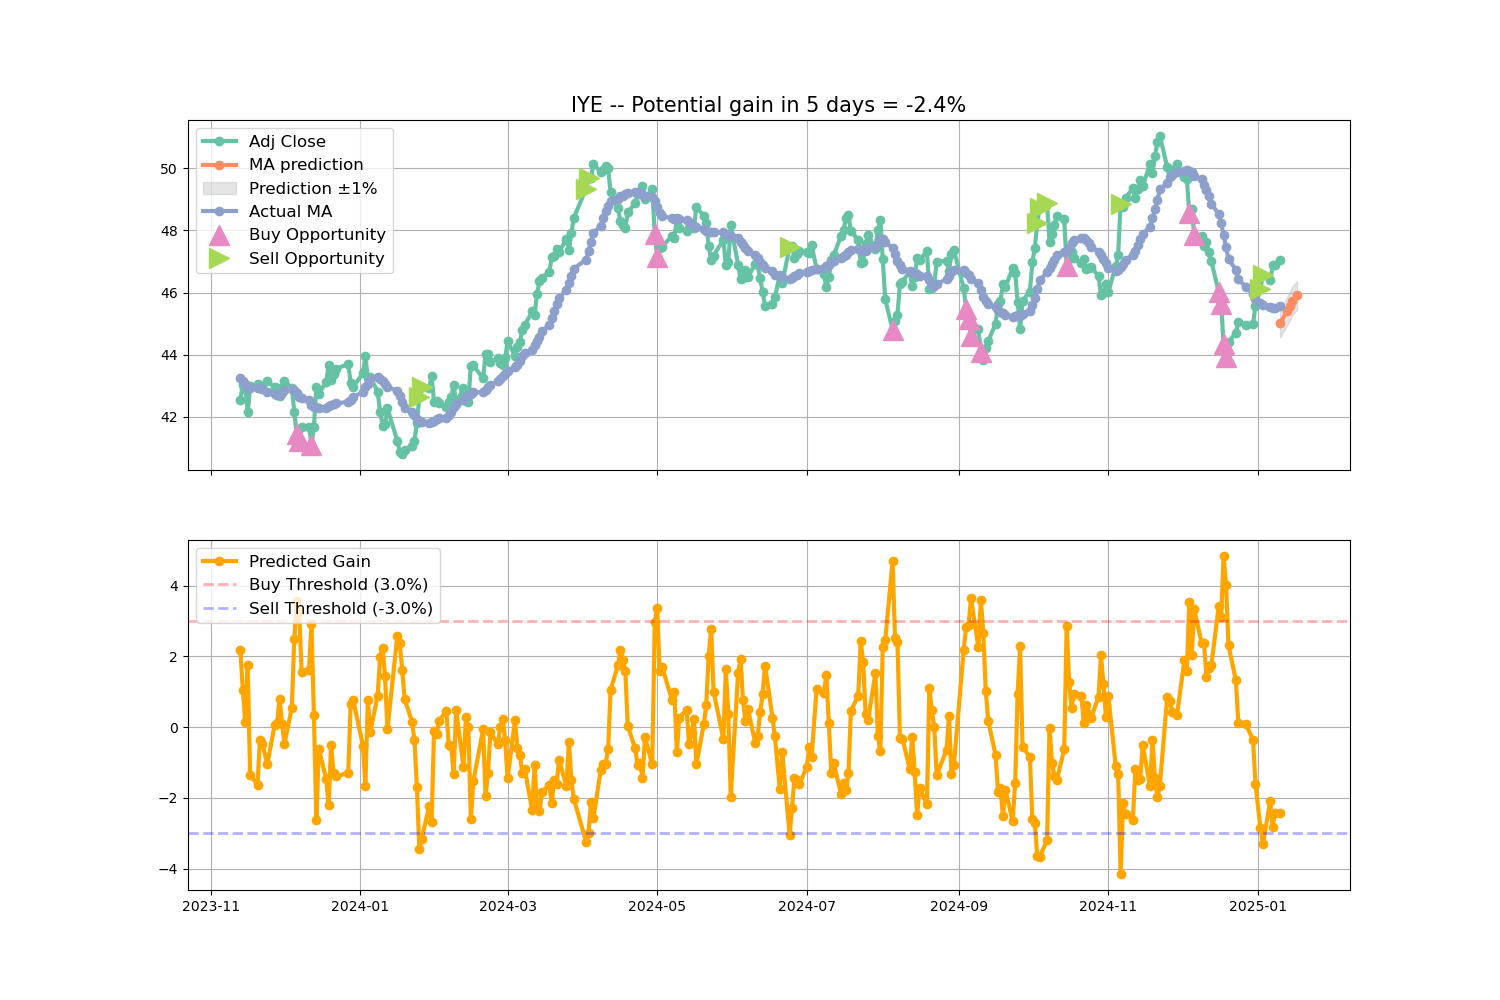 IYE -- Potential gain in 5 days = -2.4%
Adj Close
MA prediction
Prediction ±1%
Actual MA
Buy Opportunity
Sell Opportunity
50
48
46
44
42
Predicted Gain
Buy Threshold (3.0%)
Sell Threshold (-3.0%)
4
2
0
−2
−4
2023-11 2024-01 2024-03 2024-05 2024-07 2024-09 2024-11 2025-01